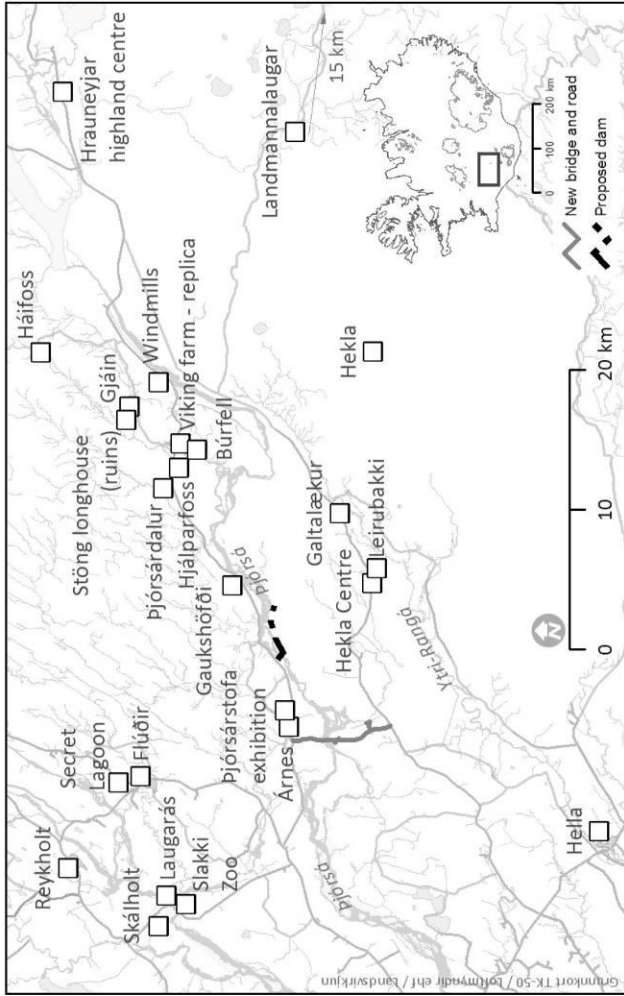 Reykholt
Secret
Lagoon
Flúðir
Skálholt
Laugarás
Slakki
Zoo
Háifoss
Hrauneyjar
highland centre
Stöng longhouse
(ruins)
Gjáin
Windmills
Þjórsárdalur
Hjálparfoss
Viking farm - replica
Búrfell
Gaukshöfði
Þjórsá
Þjórsárstofa
exhibition
Árnes
Landmannalaugar
15 km
Galtalækur
Hekla
Hekla Centre
Leirubakki
Þjórsá
Ytri-Rangá
Hella
N
0 10 20 km
0 100 200 km
New bridge and road
Proposed dam
Grunnkort TK-50 / Loftmyndir ehf / Landsvirkjun